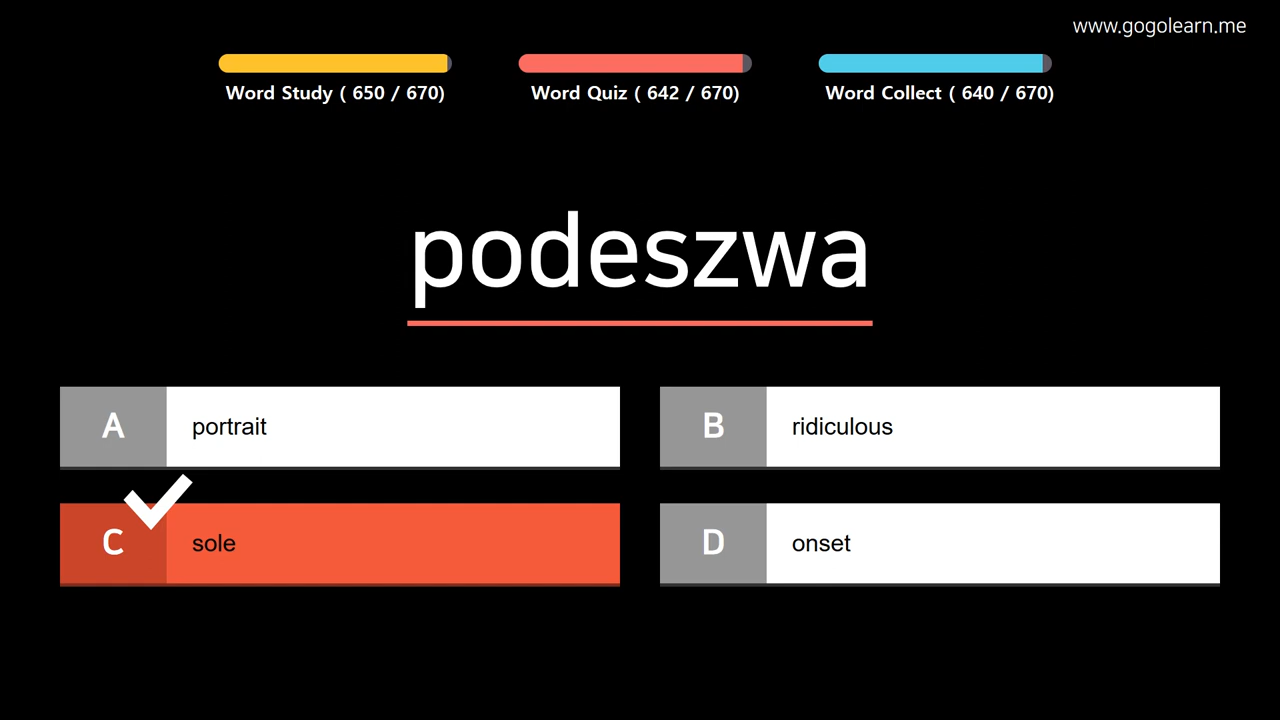 www.gogolearn.me
Word Study ( 650 / 670)
Word Quiz ( 642 / 670)
Word Collect ( 640 / 670)
podeszwa
A portrait
B ridiculous
C sole
D onset